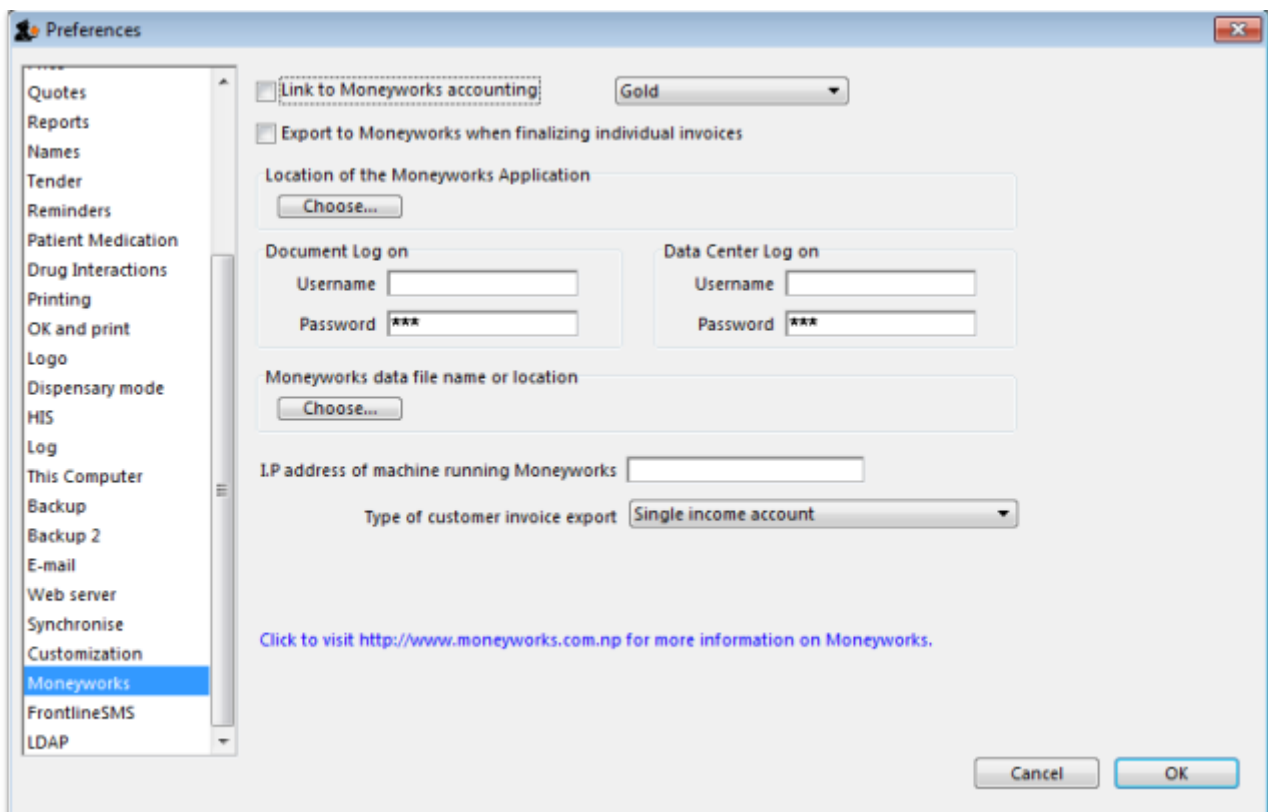 Preferences
Quotes
Reports
Names
Tender
Reminders
Patient Medication
Drug Interactions
Printing
OK and print
Logo
Dispensary mode
HIS
Log
This Computer
Backup
Backup 2
E-mail
Web server
Synchronise
Customization
Moneyworks
FrontlineSMS
LDAP
Link to Moneyworks accounting
Gold
Export to Moneyworks when finalizing individual invoices
Location of the Moneyworks Application
Choose...
Document Log on
Username
Password ***
Data Center Log on
Username
Password ***
Moneyworks data file name or location
Choose...
I.P address of machine running Moneyworks
Type of customer invoice export Single income account
Click to visit http://www.moneyworks.com.np for more information on Moneyworks.
Cancel
OK